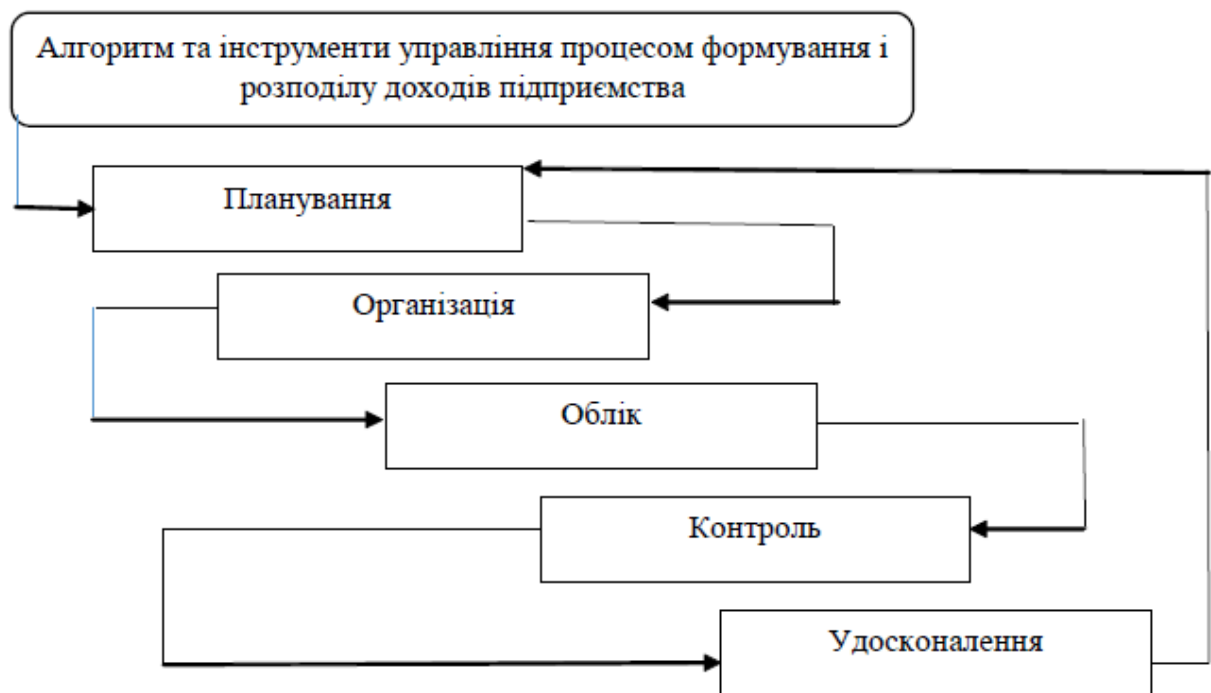 Алгоритм та інструменти управління процесом формування і
розподілу доходів підприємства
Планування
Організація
Облік
Контроль
Удосконалення